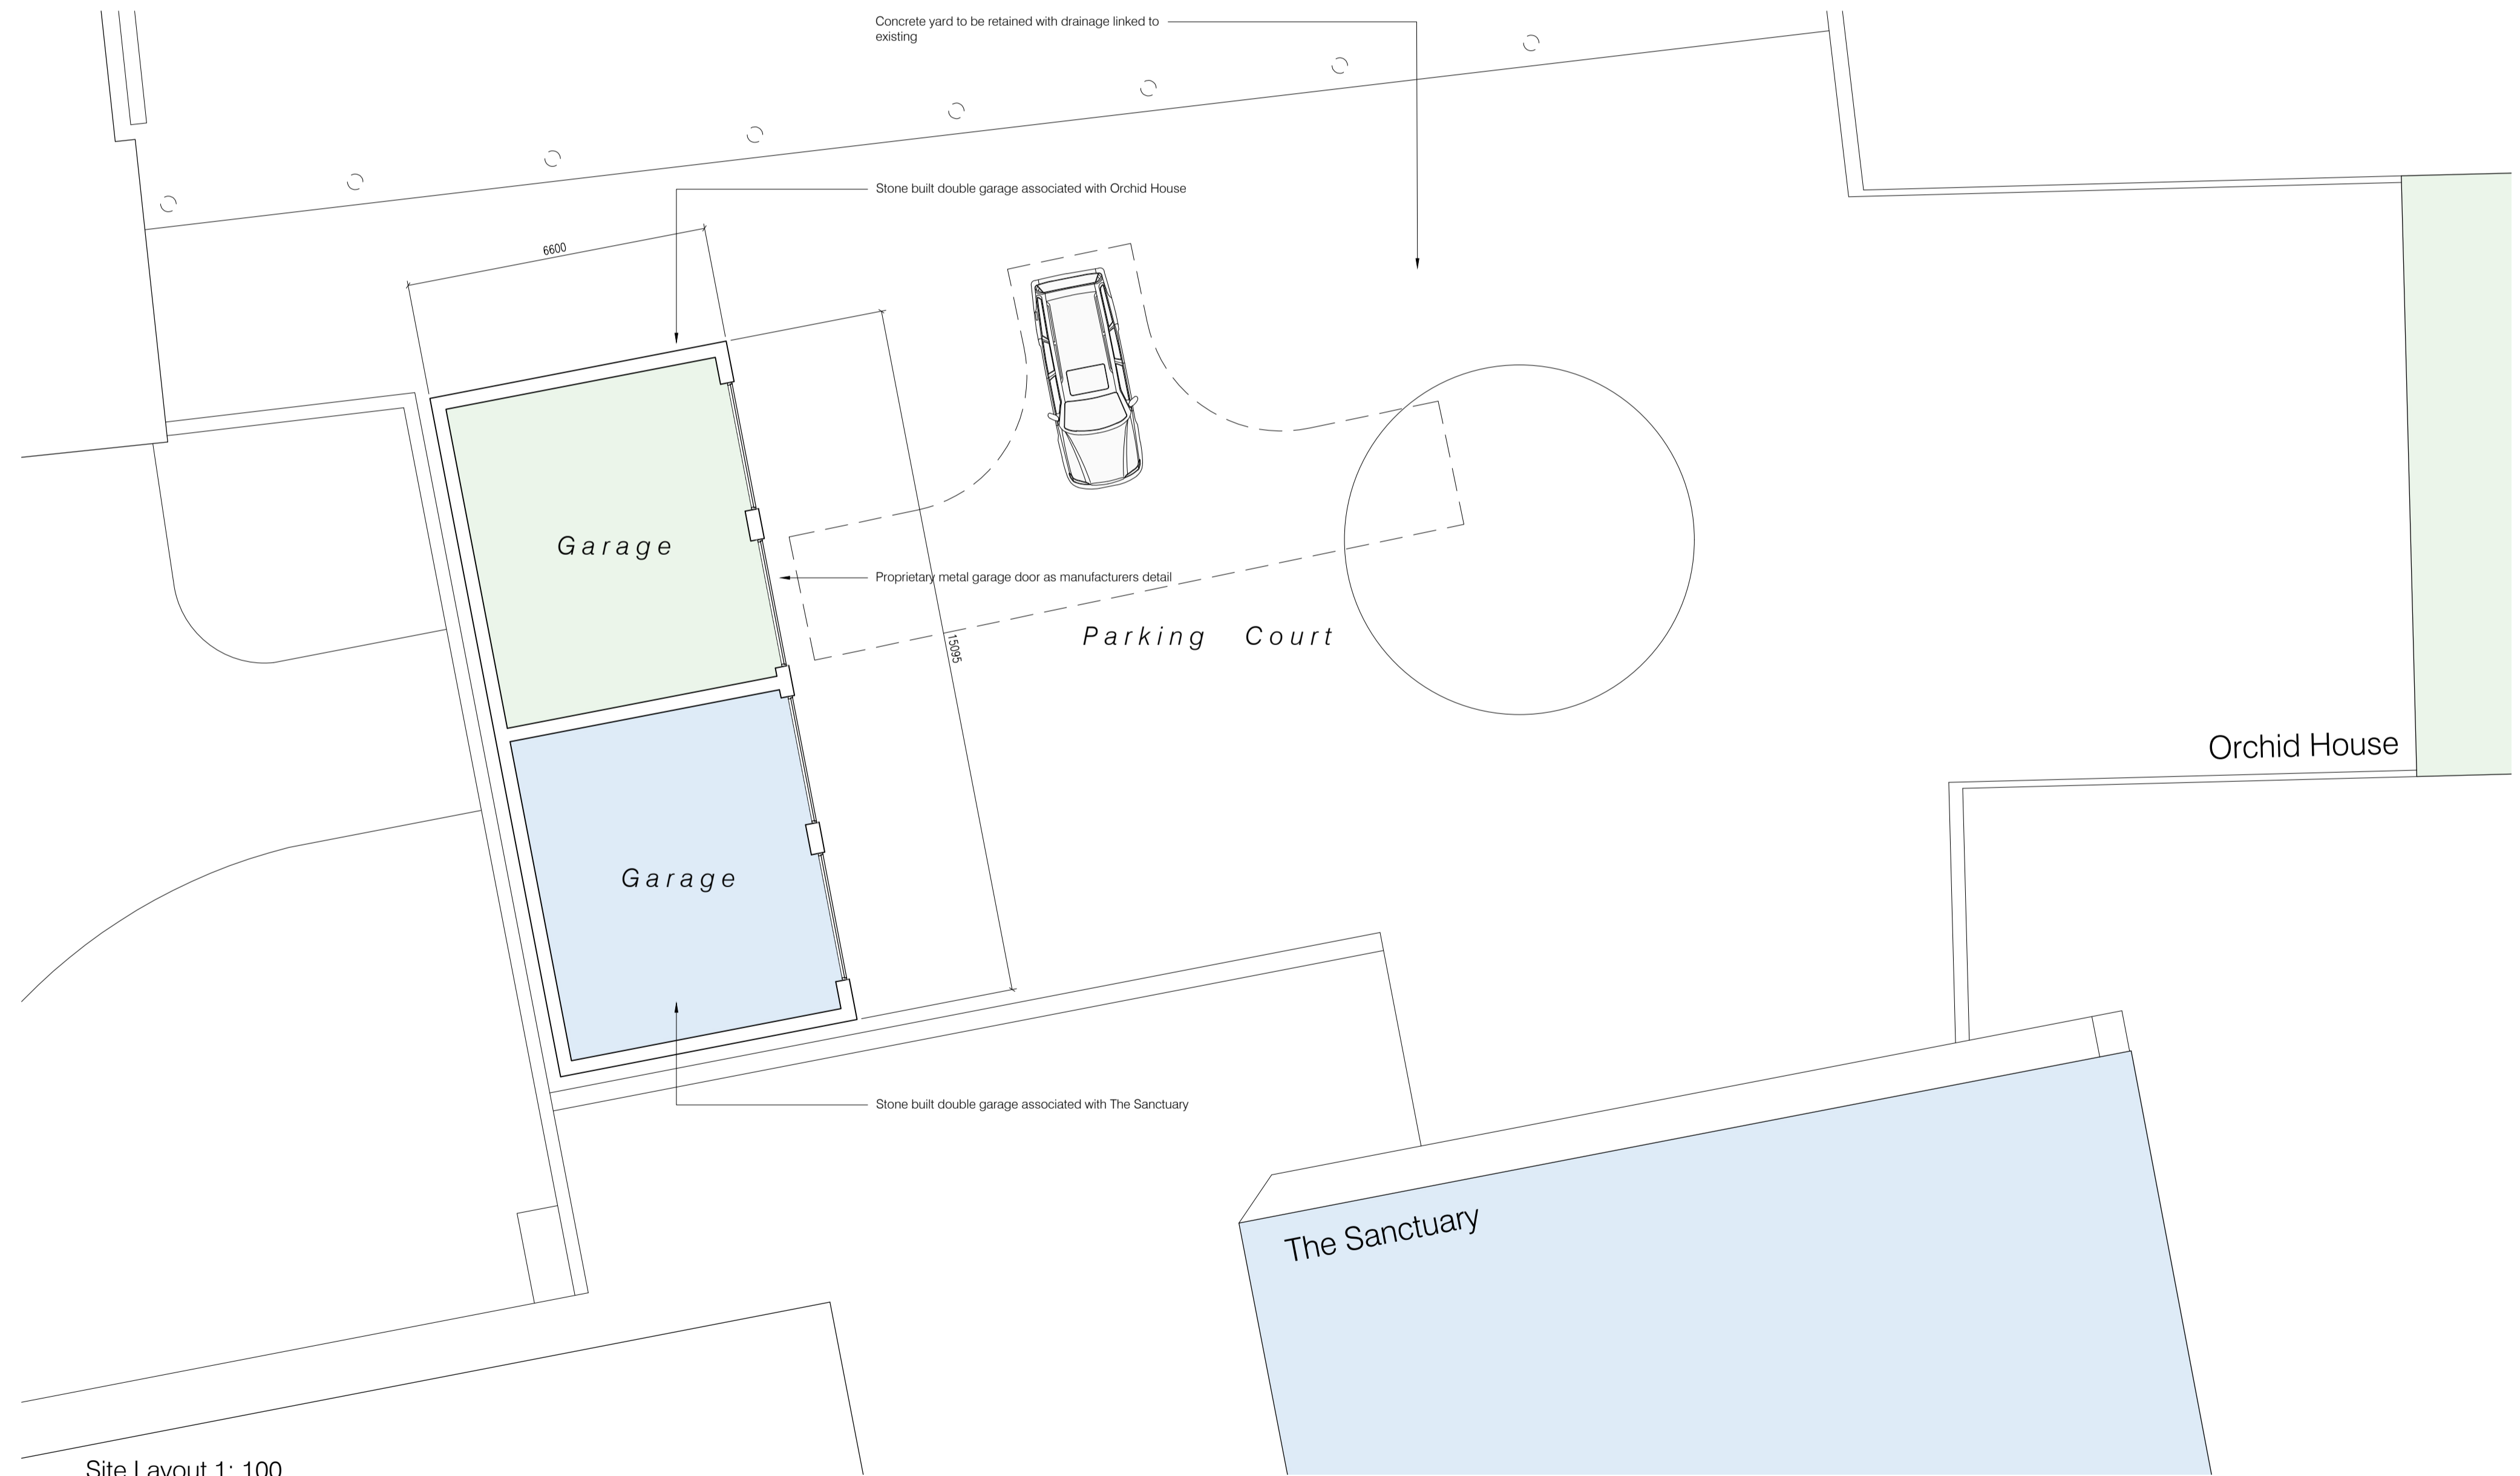 Concrete yard to be retained with drainage linked to
existing
Stone built double garage associated with Orchid House
6600
Garage
Proprietary metal garage door as manufacturers detail
Parking Court
15095
Orchid House
Garage
Stone built double garage associated with The Sanctuary
The Sanctuary
Site Layout 1: 100